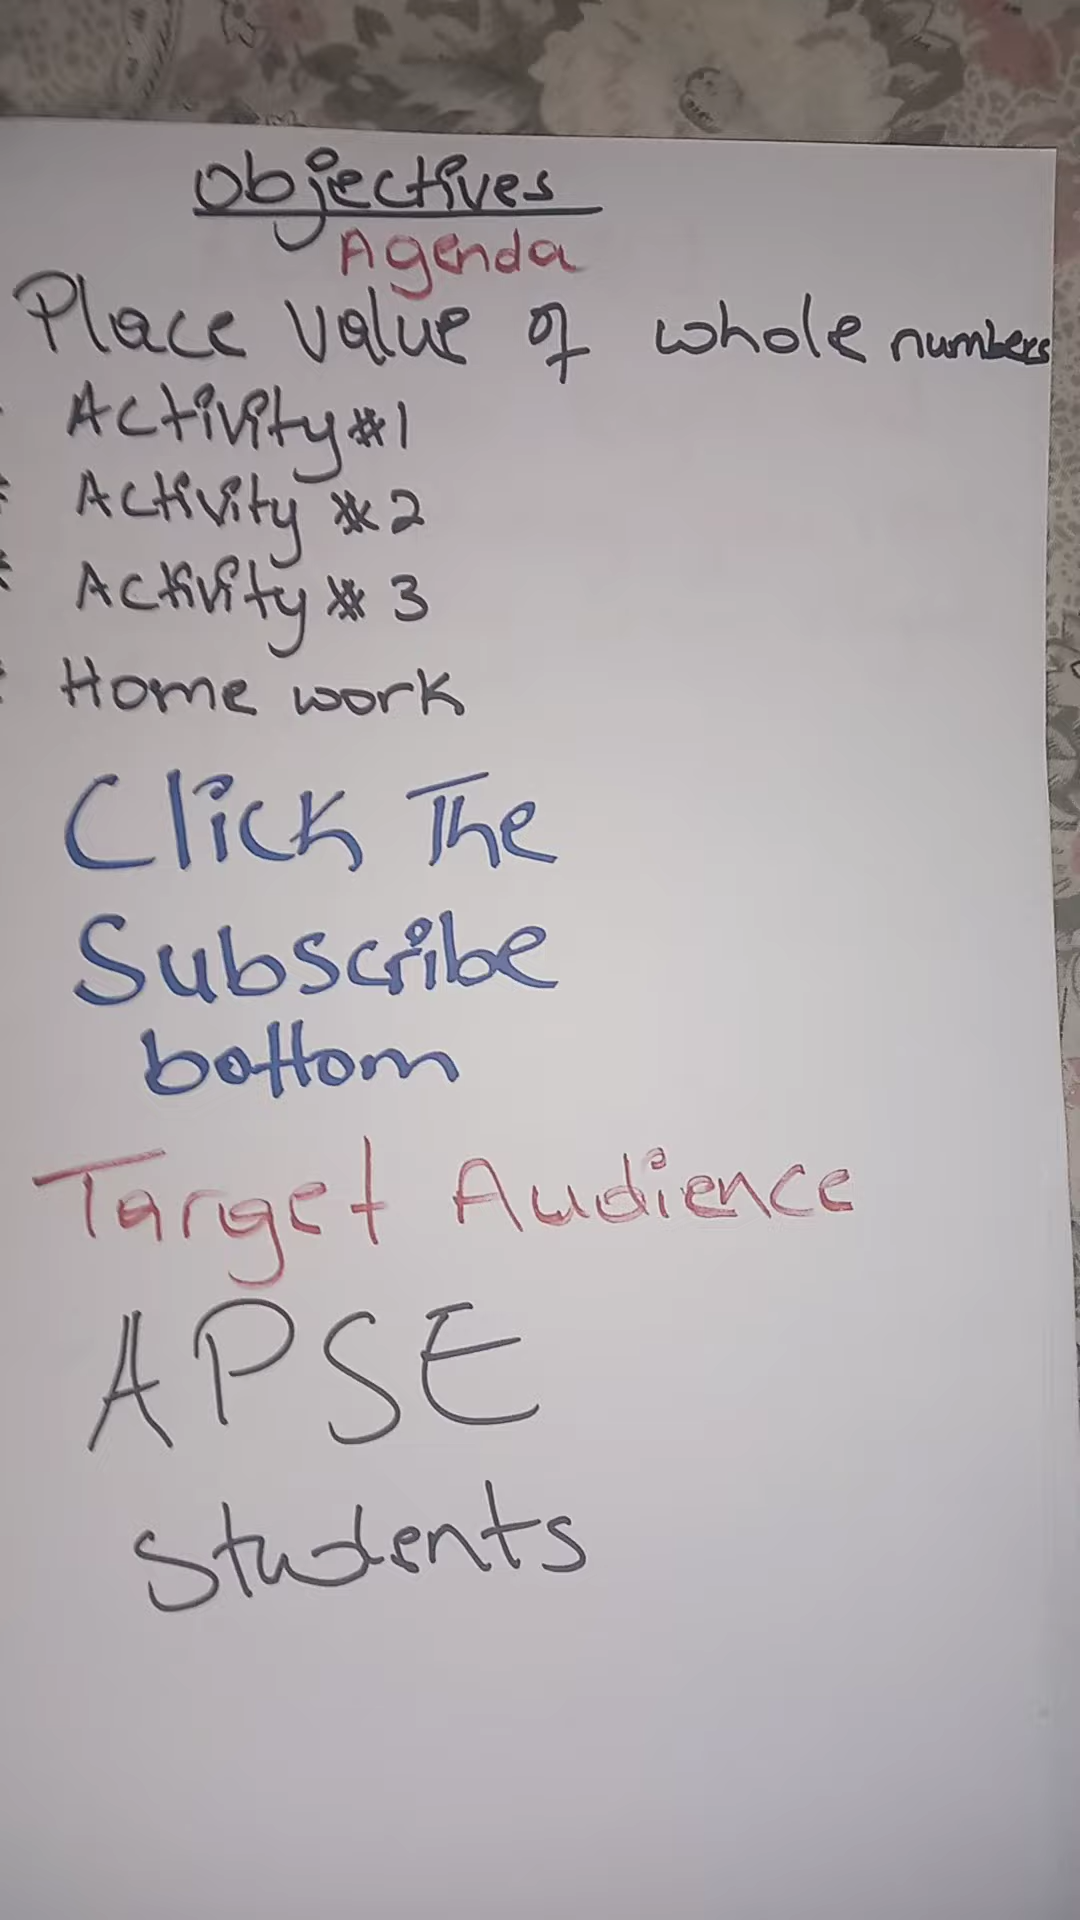 Objectives
Agenda
Place Value of whole numbers
Activity #1
* Activity #2
* Activity # 3
* Home work
Click The
Subscribe
bottom
Target Audience
APSE
Students